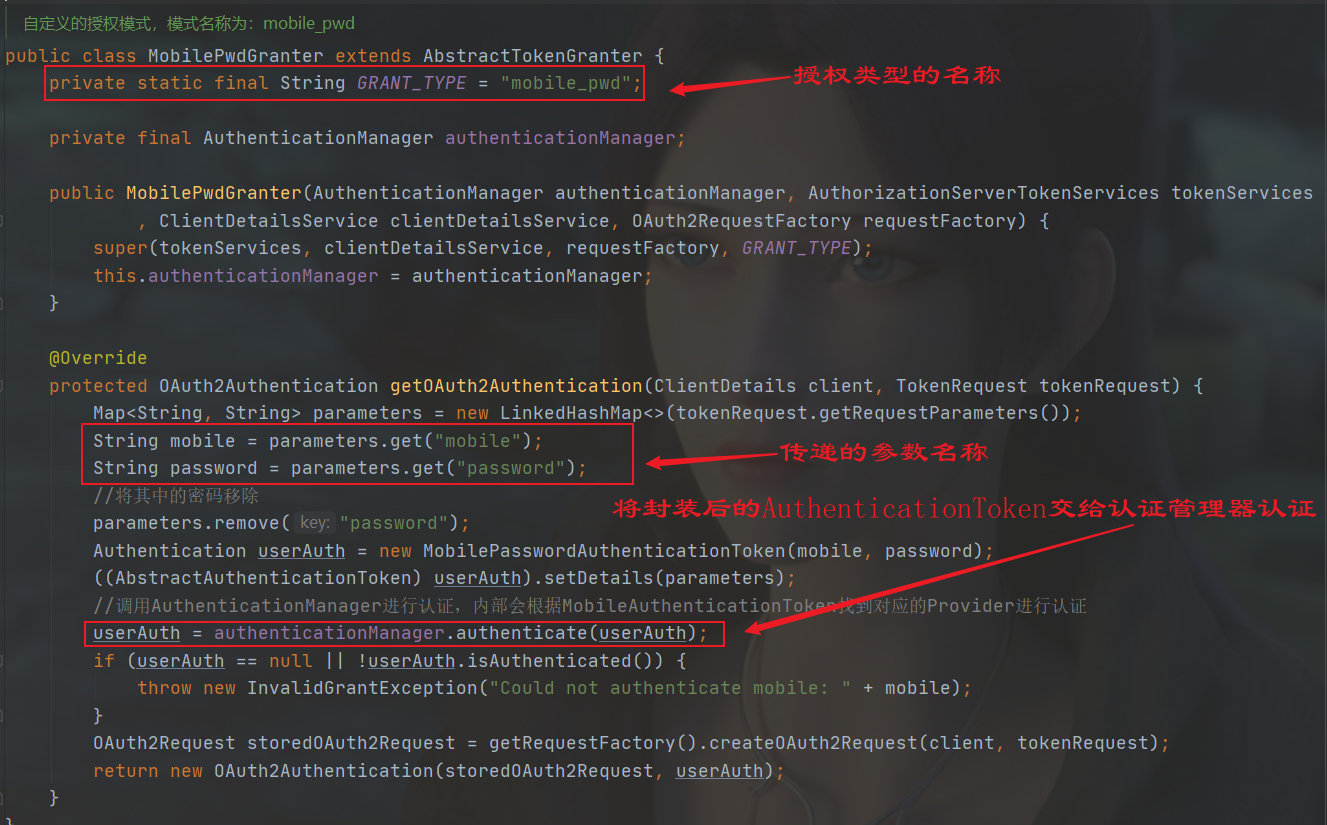 自定义的授权模式，模式名称为：mobile_pwd
public class MobilePwdGranter extends AbstractTokenGranter {
private static final String GRANT_TYPE = "mobile_pwd";
授权类型的名称
private final AuthenticationManager authenticationManager;
public MobilePwdGranter(AuthenticationManager authenticationManager, AuthorizationServerTokenServices tokenServices
, ClientDetailsService clientDetailsService, OAuth2RequestFactory requestFactory) {
super(tokenServices, clientDetailsService, requestFactory, GRANT_TYPE);
this.authenticationManager = authenticationManager;
}
@Override
protected OAuth2Authentication getOAuth2Authentication(ClientDetails client, TokenRequest tokenRequest) {
Map<String, String> parameters = new LinkedHashMap<>(tokenRequest.getRequestParameters());
String mobile = parameters.get("mobile");
String password = parameters.get("password");
传递的参数名称
//将其中的密码移除
将封装后的AuthenticationToken交给认证管理器认证
parameters.remove( key: "password");
Authentication userAuth = new MobilePasswordAuthenticationToken(mobile, password);
((AbstractAuthenticationToken) userAuth).setDetails(parameters);
//调用AuthenticationManager进行认证，内部会根据MobileAuthenticationToken找到对应的Provider进行认证
userAuth = authenticationManager.authenticate(userAuth);
if (userAuth == null || !userAuth.isAuthenticated()) {
throw new InvalidGrantException("Could not authenticate mobile: " + mobile);
}
OAuth2Request storedOAuth2Request = getRequestFactory().createOAuth2Request(client, tokenRequest);
return new OAuth2Authentication(storedOAuth2Request, userAuth);
}
}